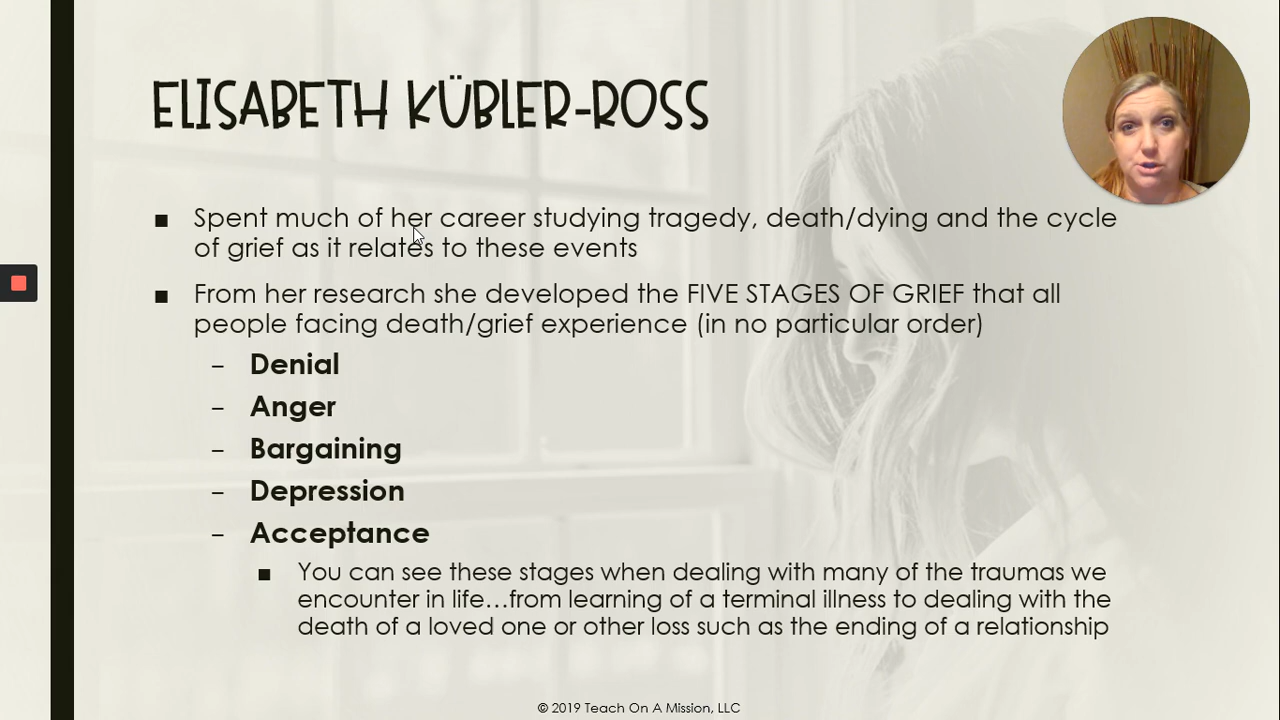 ELISABETH KÜBLER-ROSS
■ Spent much of her career studying tragedy, death/dying and the cycle
of grief as it relates to these events
■ From her research she developed the FIVE STAGES OF GRIEF that all
people facing death/grief experience (in no particular order)
– Denial
– Anger
– Bargaining
– Depression
– Acceptance
■ You can see these stages when dealing with many of the traumas we
encounter in life…from learning of a terminal illness to dealing with the
death of a loved one or other loss such as the ending of a relationship
© 2019 Teach On A Mission, LLC